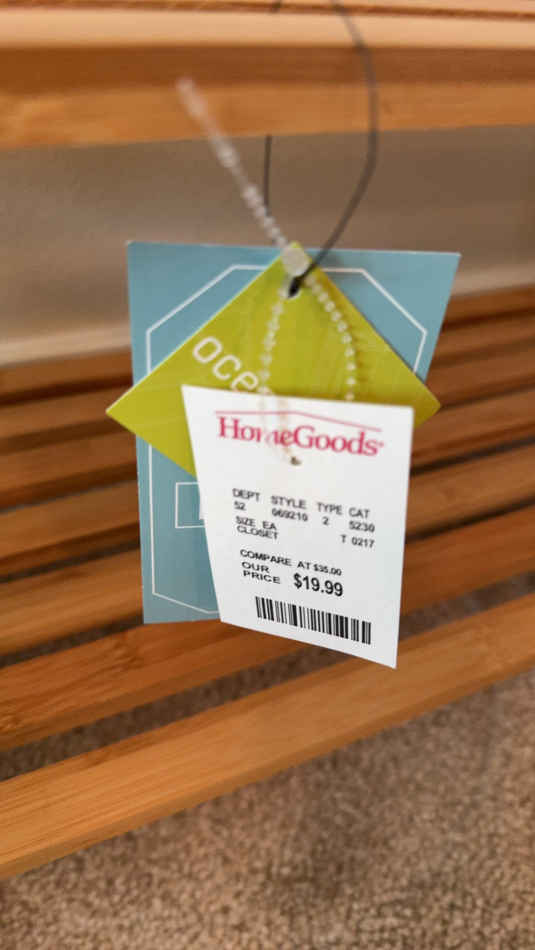 oce
HomeGoods
DEPT STYLE TYPE CAT
52 069210 2 5230
SIZE EA T 0217
CLOSET
COMPARE AT $35.00
OUR
PRICE $19.99